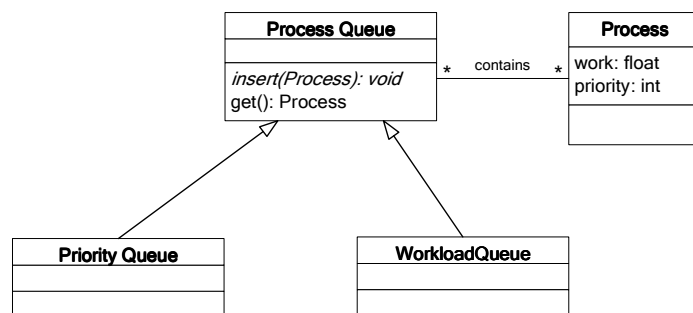 Process Queue
insert(Process): void
get(): Process
* contains *
Process
work: float
priority: int
Priority Queue
WorkloadQueue